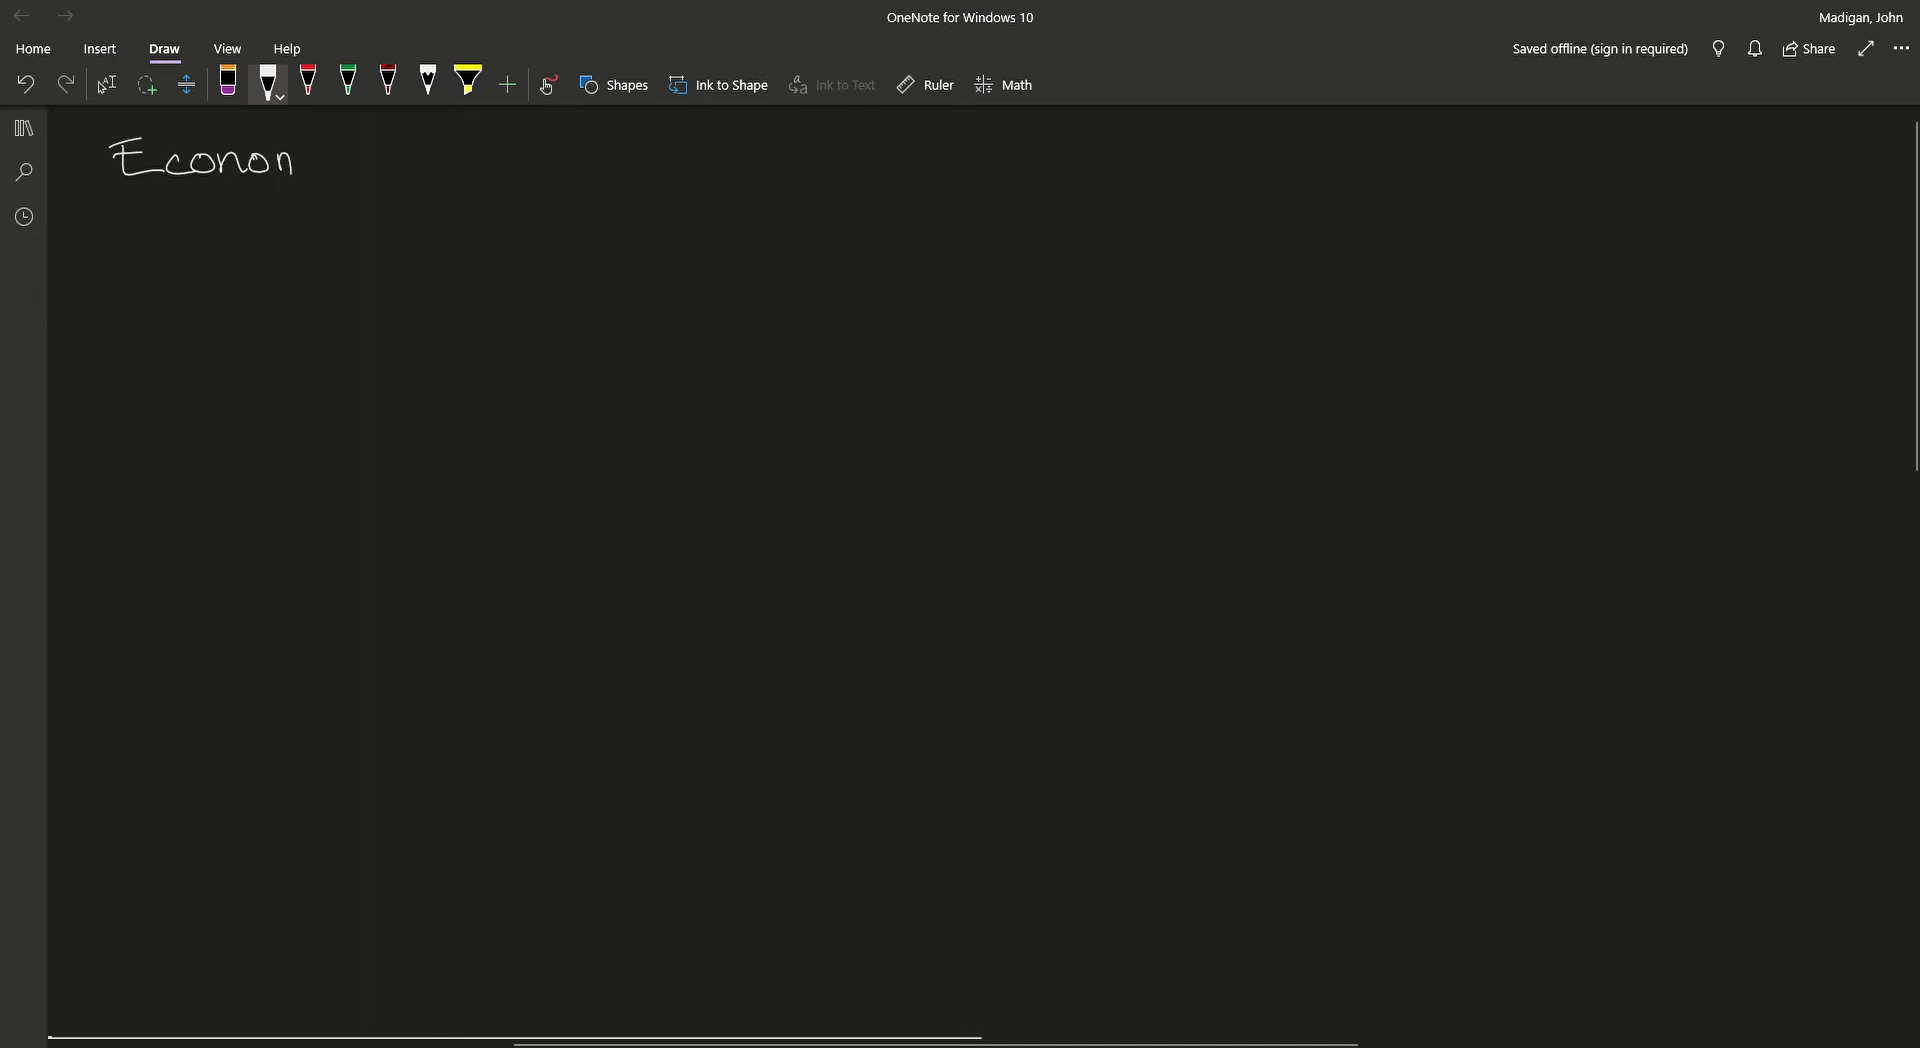 OneNote for Windows 10
Madigan, John
Home Insert Draw View Help
Saved offline (sign in required) Share
Shapes Ink to Shape Ink to Text Ruler Math
Econon